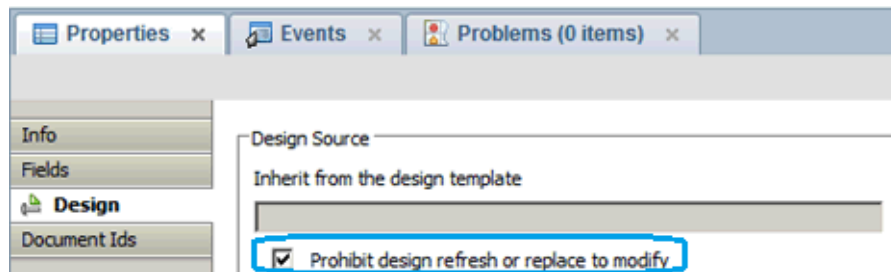 Properties x Events x Problems (0 items) x
Info
Design Source
Fields
Inherit from the design template
Design
Document Ids
Prohibit design refresh or replace to modify